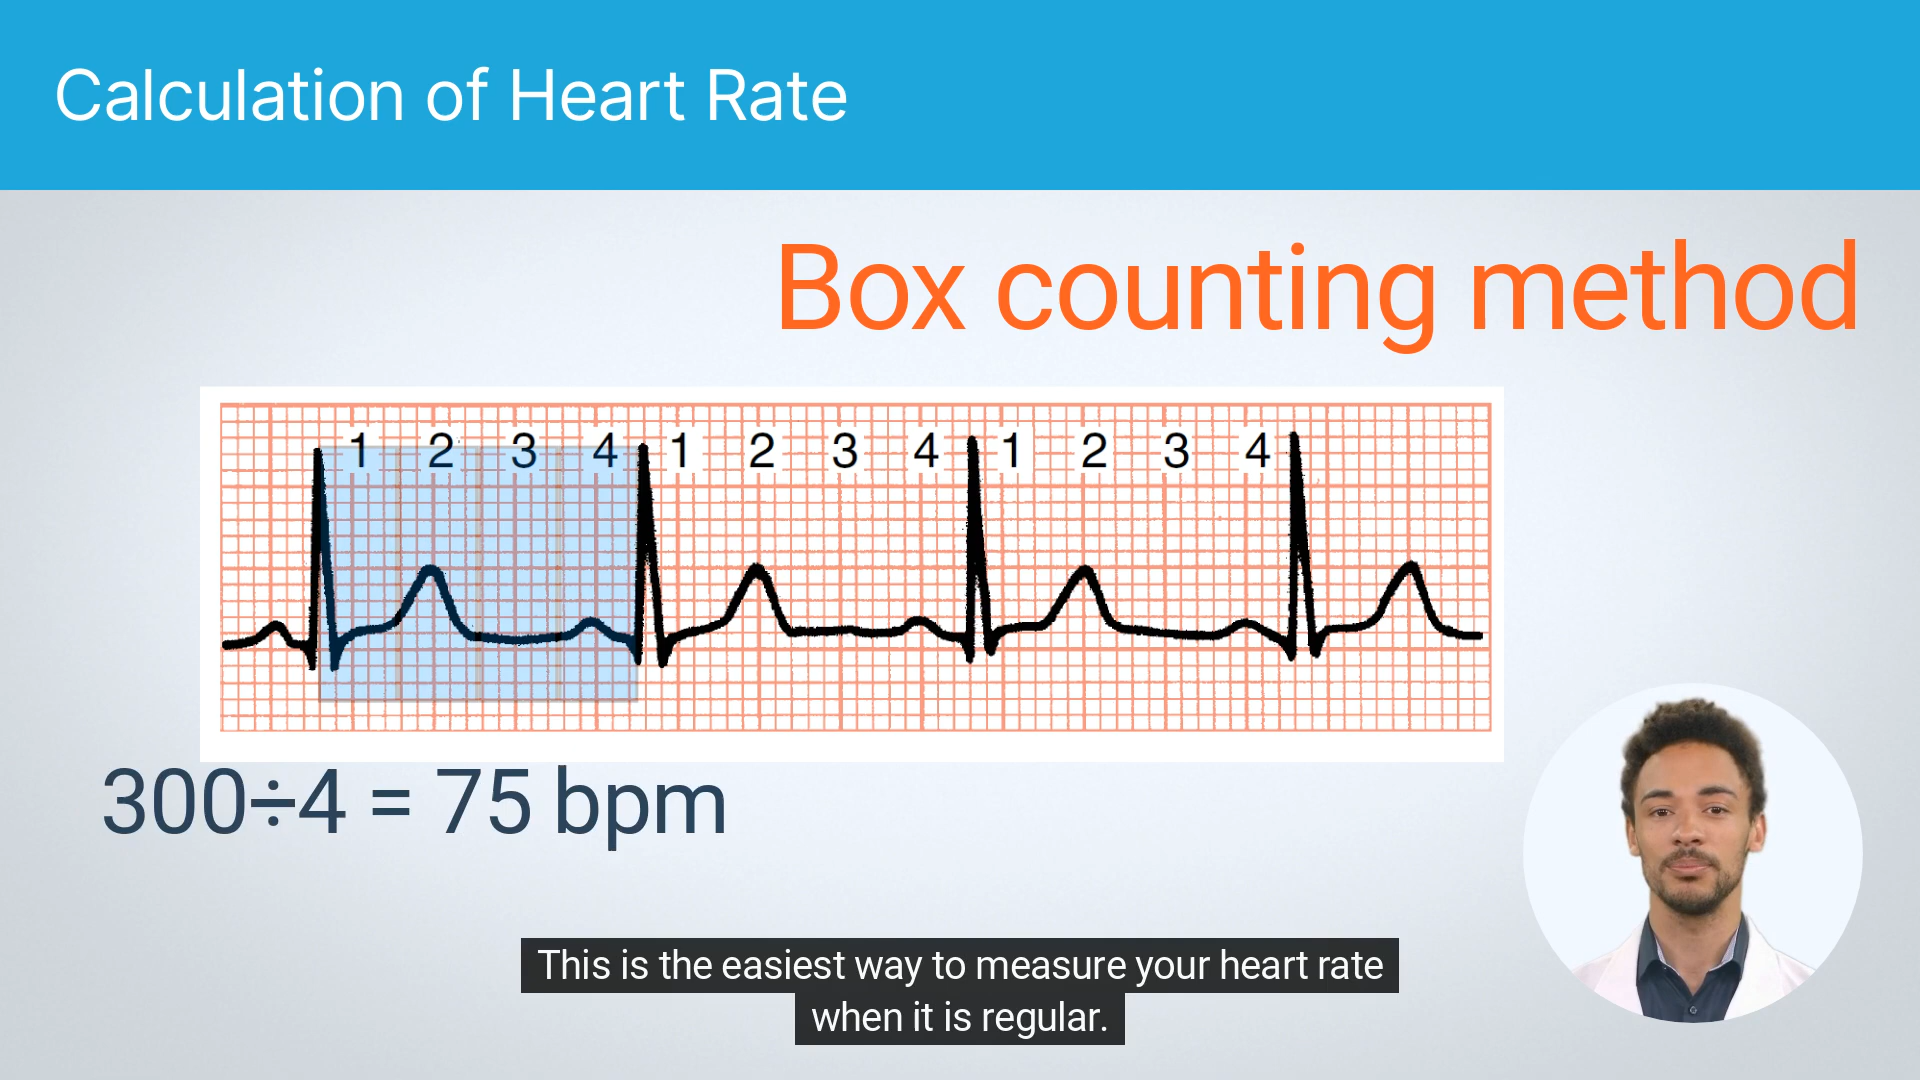 Calculation of Heart Rate
Box counting method
1 2 3 4 1 2 3 4 1 2 3 4
300÷4 = 75 bpm
This is the easiest way to measure your heart rate
when it is regular.